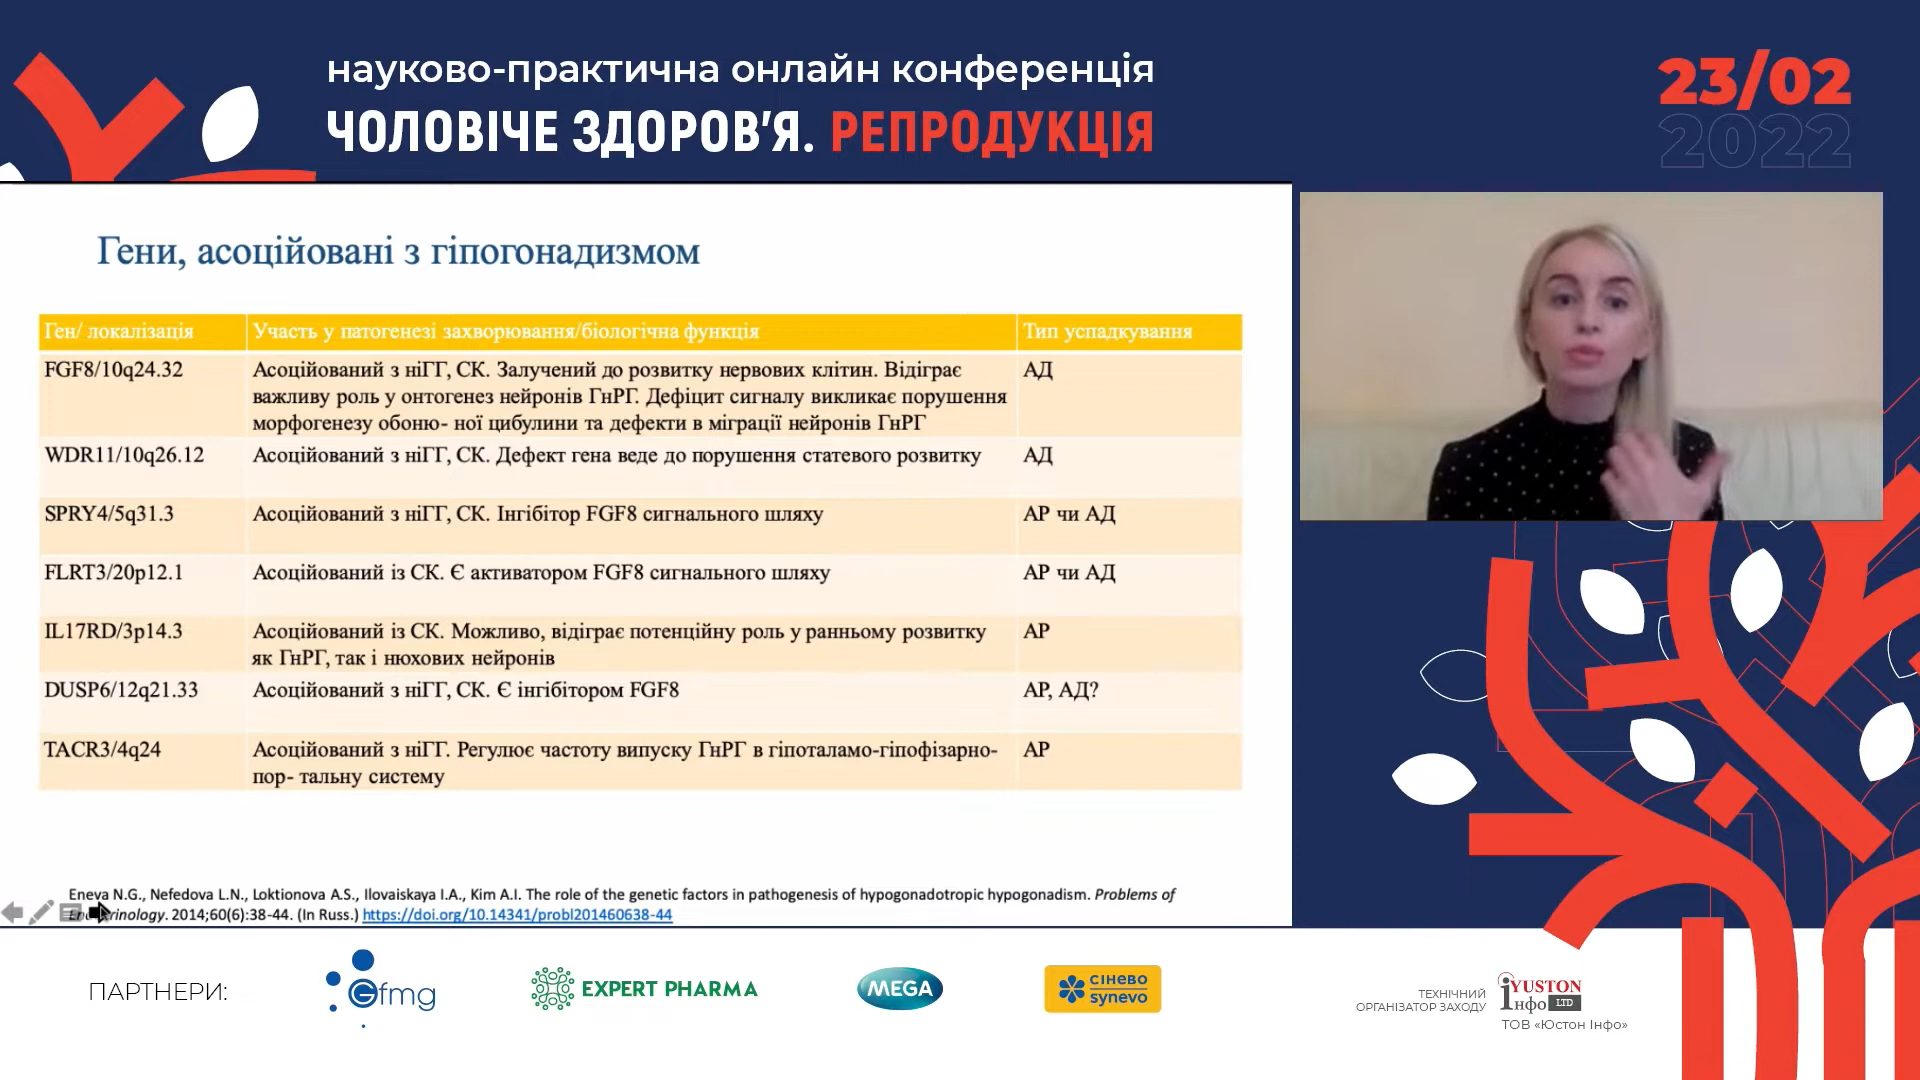 науково-практична онлайн конференція
ЧОЛОВІЧЕ ЗДОРОВ'Я. РЕПРОДУКЦІЯ
23/02
2022
Гени, асоційовані з гіпогонадизмом
Ген/ локалізація	Участь у патогенезі захворювання/біологічна функція	Тип успадкування
FGF8/10q24.32	Асоційований з ніГГ, СК. Залучений до розвитку нервових клітин. Відіграє	АД
важливу роль у онтогенез нейронів ГнРГ. Дефіцит сигналу викликає порушення
морфогенезу обоню- ної цибулини та дефекти в міграції нейронів ГнРГ
WDR11/10q26.12	Асоційований з ніГГ, СК. Дефект гена веде до порушення статевого розвитку	АД
SPRY4/5q31.3	Асоційований з ніГГ, СК. Інгібітор FGF8 сигнального шляху	АР чи АД
FLRT3/20p12.1	Асоційований із СК. Є активатором FGF8 сигнального шляху	АР чи АД
IL17RD/3p14.3	Асоційований із СК. Можливо, відіграє потенційну роль у ранньому розвитку	АР
як ГнРГ, так і нюхових нейронів
DUSP6/12q21.33	Асоційований з ніГГ, СК. Є інгібітором FGF8	АР, АД?
TACR3/4q24	Асоційований з ніГГ. Регулює частоту випуску ГнРГ в гіпоталамо-гіпофізарно-	АР
пор- тальну систему
Eneva N.G., Nefedova L.N., Loktionova A.S., Ilovaiskaya I.A., Kim A.I. The role of the genetic factors in pathogenesis of hypogonadotropic hypogonadism. Problems of
Endocrinology. 2014;60(6):38-44. (In Russ.) https://doi.org/10.14341/probl201460638-44
ПАРТНЕРИ:
Gfmg
EXPERT PHARMA
MEGA
сінево
synevo
ТЕХНІЧНИЙ
ОРГАНІЗАТОР ЗАХОДУ
iYUSTON
Інфо LTD
ТОВ «Юстон Інфо»